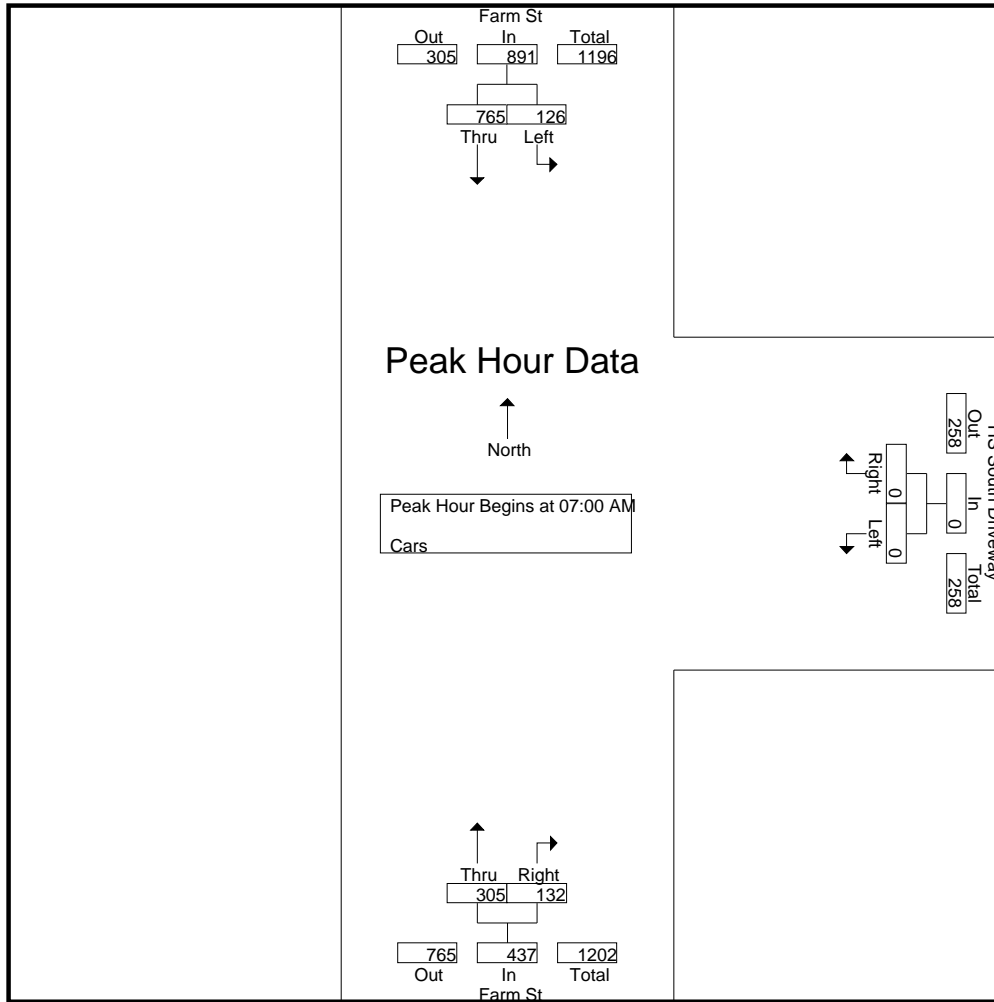 Farm St
Out In Total
305 891 1196
765 126
Thru Left
Peak Hour Data
North
Peak Hour Begins at 07:00 AM
Cars
South Driveway
Out In Total
258 0 258
Right Left
0 0
Thru Right
305 132
765 437 1202
Out In Total
Farm St